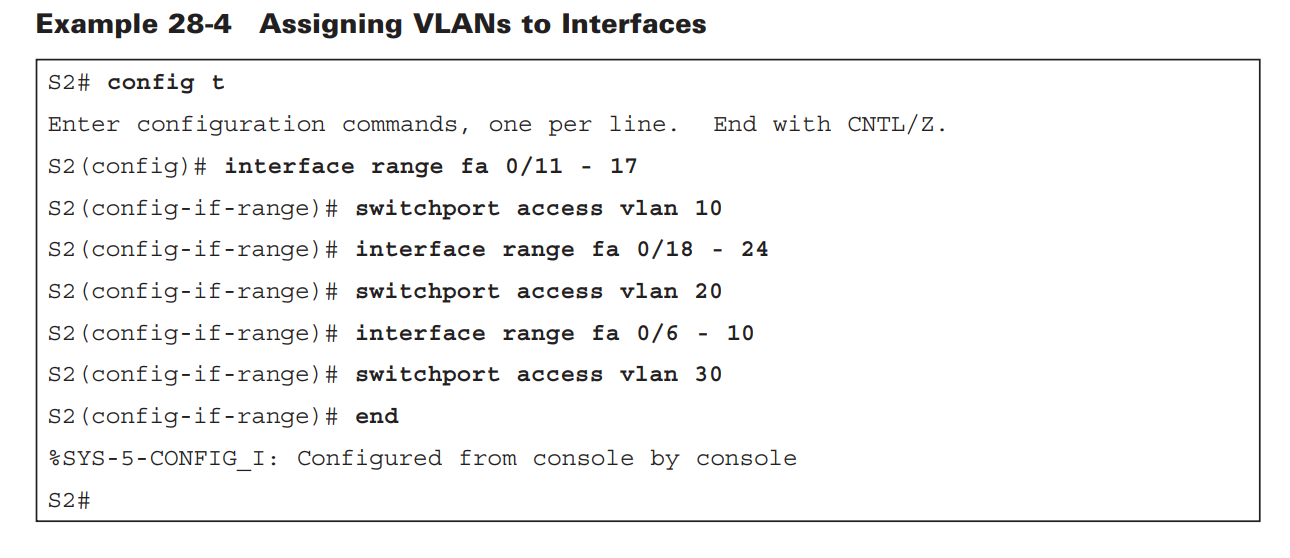 Example 28-4 Assigning VLANs to Interfaces
S2# config t
Enter configuration commands, one per line.  End with CNTL/Z.
S2(config)# interface range fa 0/11 - 17
S2(config-if-range)# switchport access vlan 10
S2(config-if-range)# interface range fa 0/18 - 24
S2(config-if-range)# switchport access vlan 20
S2(config-if-range)# interface range fa 0/6 - 10
S2(config-if-range)# switchport access vlan 30
S2(config-if-range)# end
%SYS-5-CONFIG_I: Configured from console by console
S2#